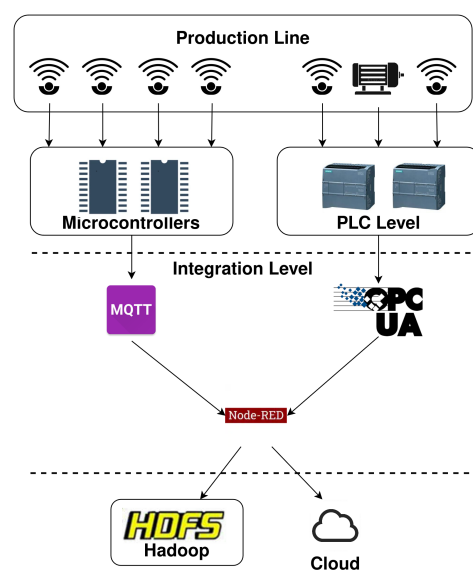 Production Line
Microcontrollers
PLC Level
Integration Level
MQTT
OPC
UA
Node-RED
HDFS
Hadoop
Cloud